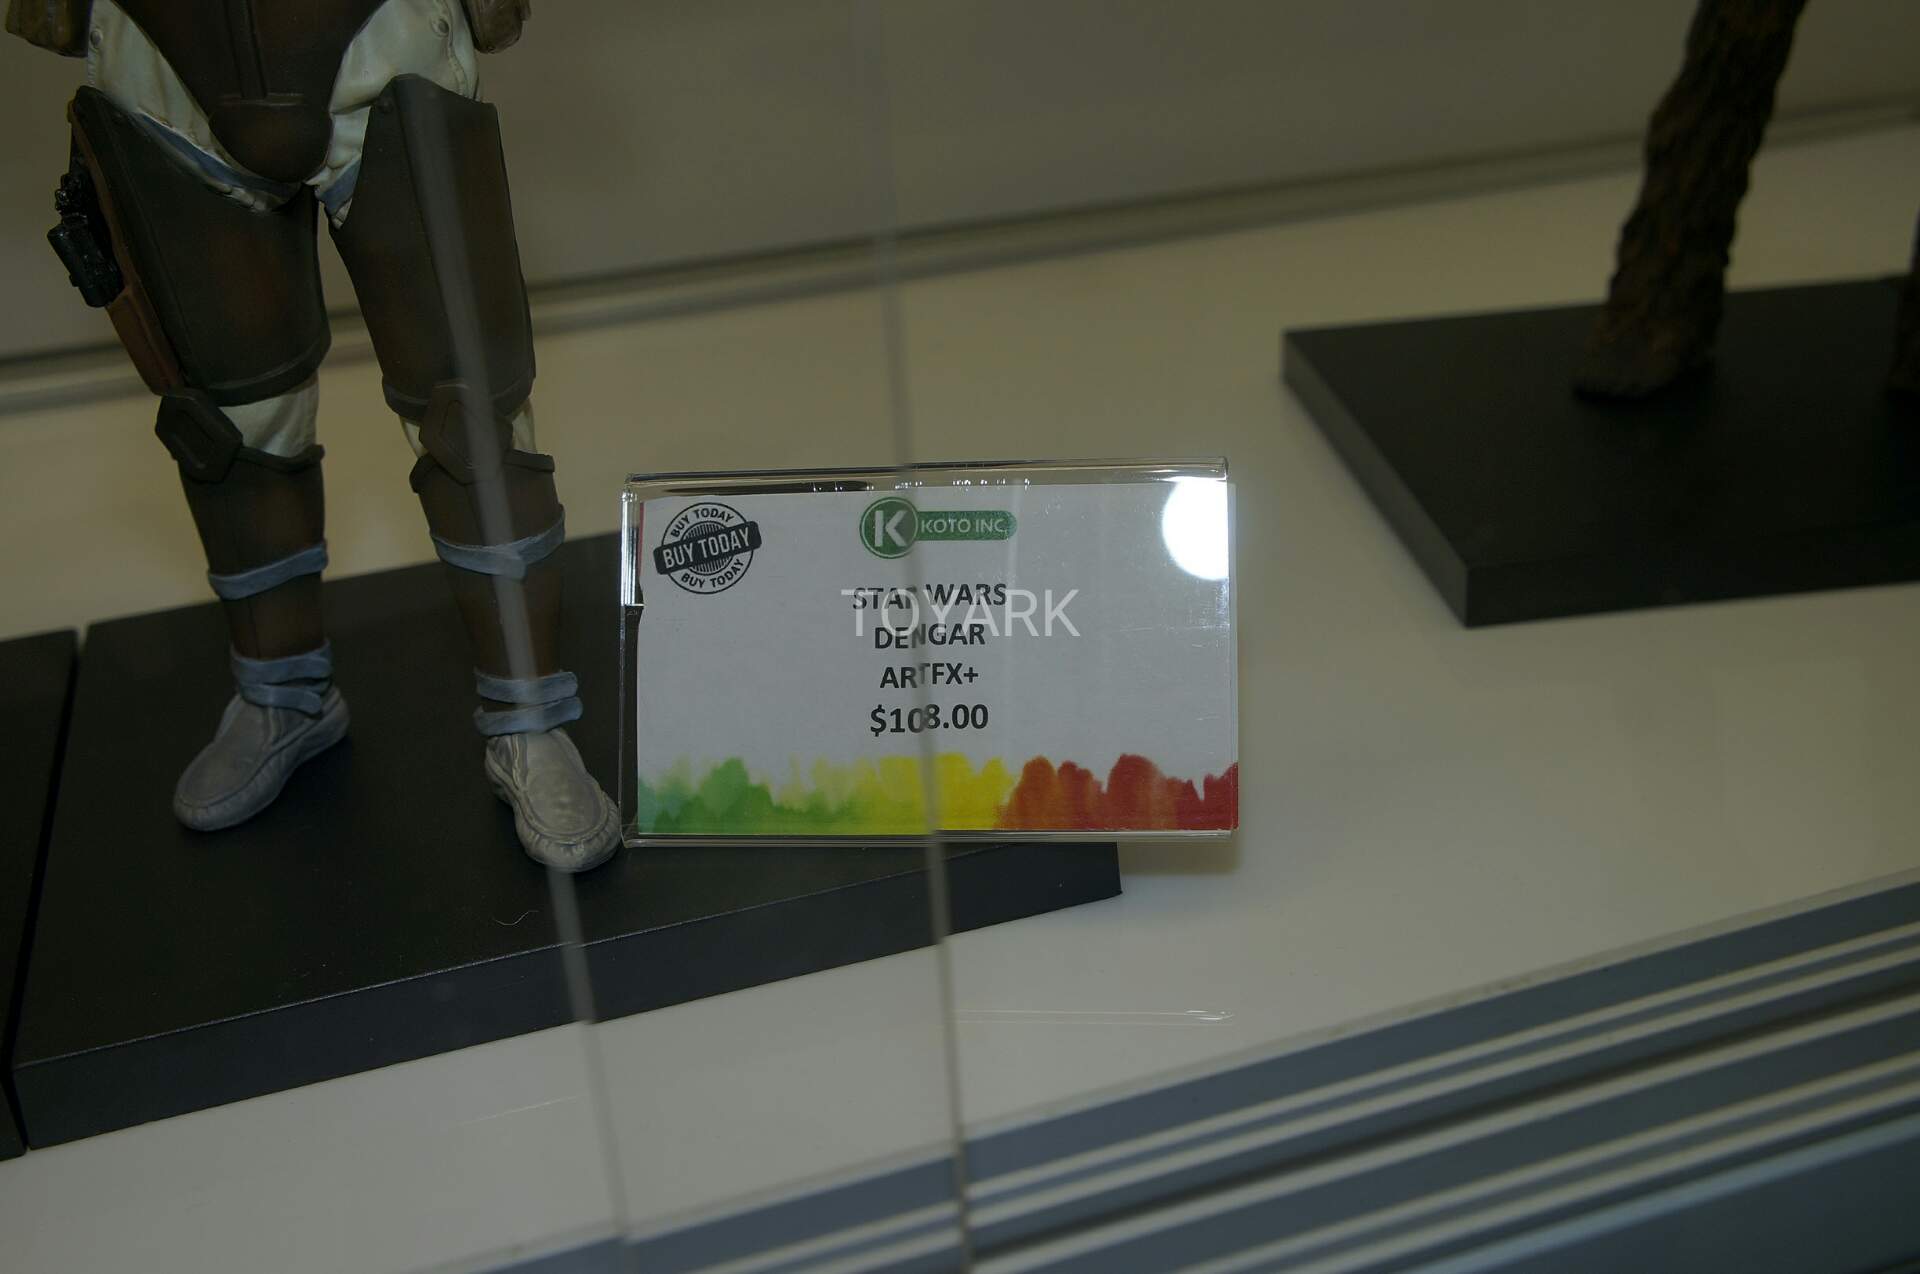 BUY TODAY
BUY TODAY
BUY TODAY
K KOTO INC
STAR WARS
TOYARK
DENGAR
ARTFX+
$108.00